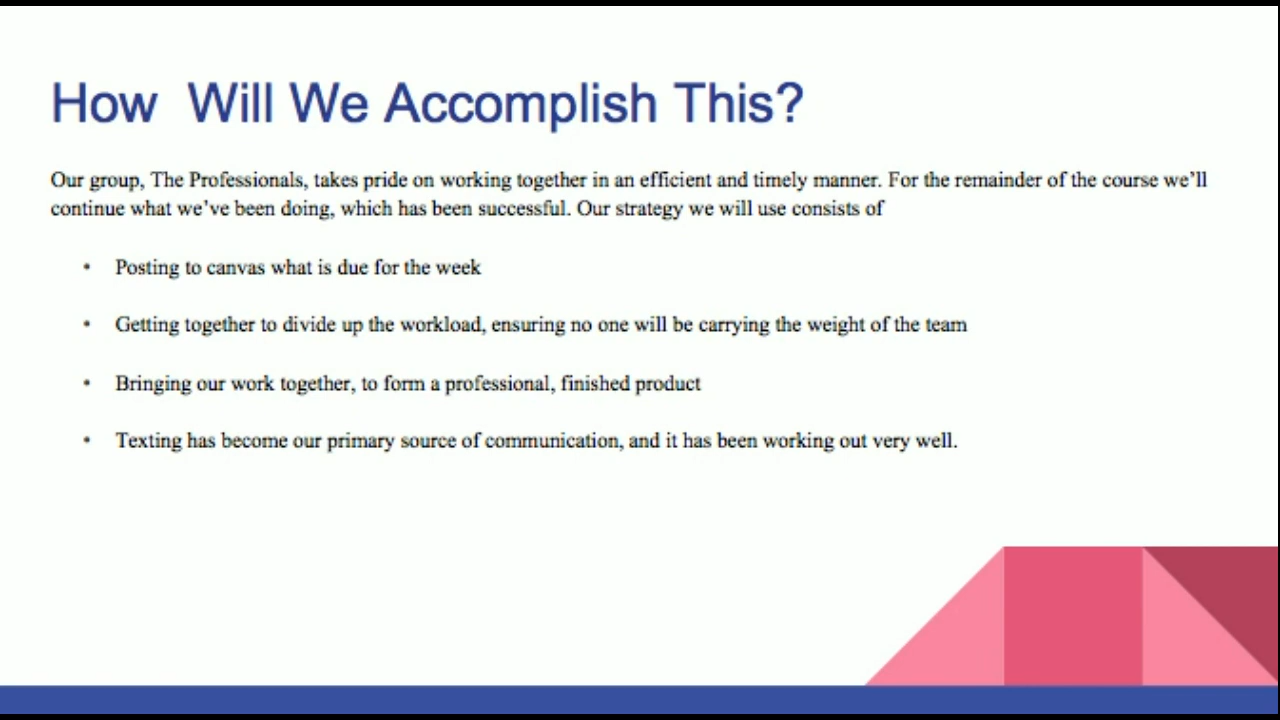 How Will We Accomplish This?
Our group, The Professionals, takes pride on working together in an efficient and timely manner. For the remainder of the course we’ll
continue what we’ve been doing, which has been successful. Our strategy we will use consists of
• Posting to canvas what is due for the week
• Getting together to divide up the workload, ensuring no one will be carrying the weight of the team
• Bringing our work together, to form a professional, finished product
• Texting has become our primary source of communication, and it has been working out very well.